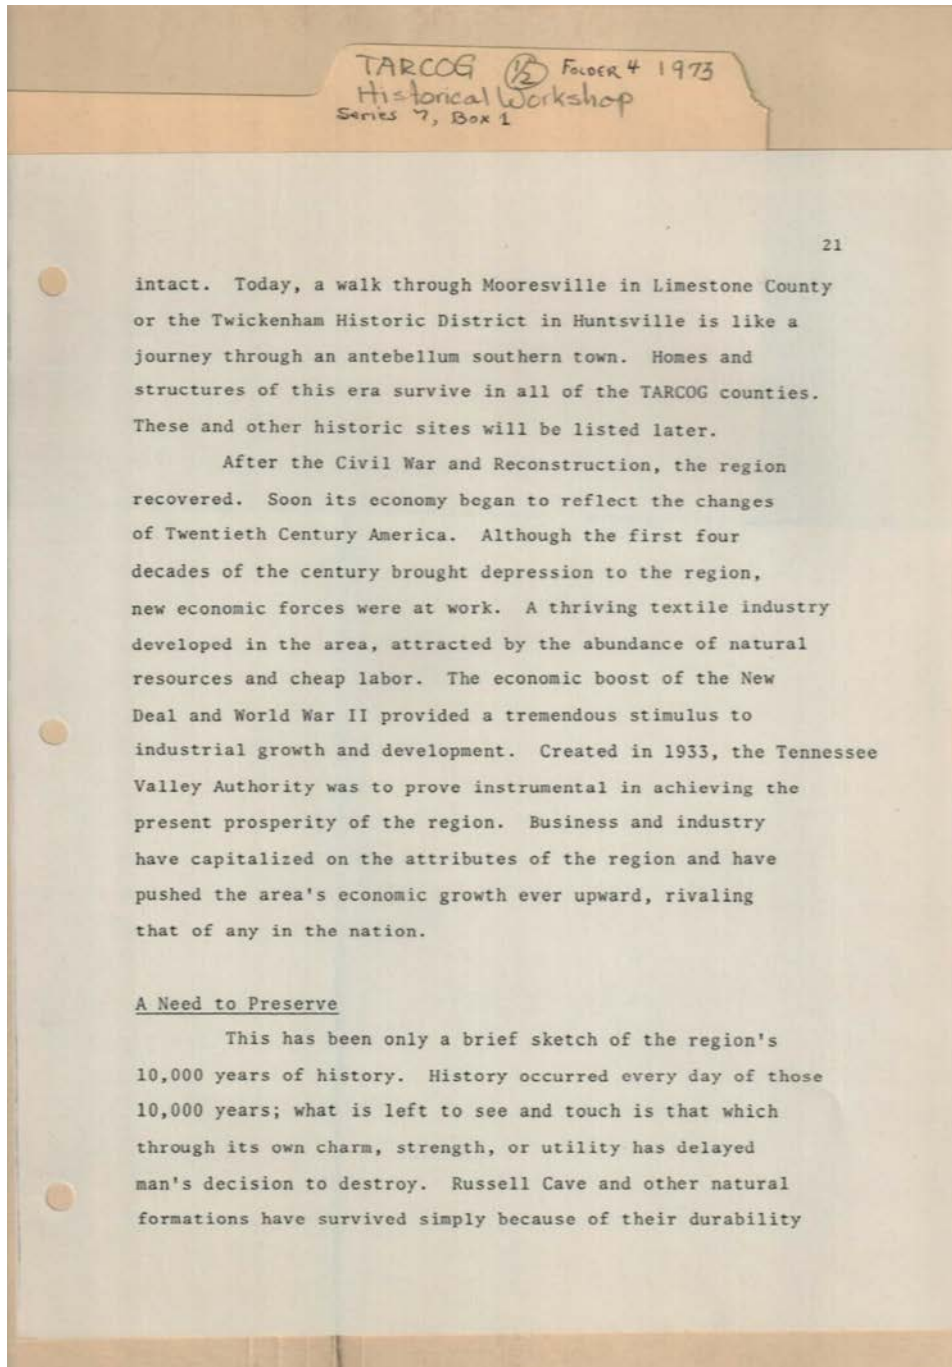 TARCOG 1/2 FOLDER 4 1973
Historical Workshop
Series 7, Box 1
21
intact. Today, a walk through Mooresville in Limestone County
or the Twickenham Historic District in Huntsville is like a
journey through an antebellum southern town. Homes and
structures of this era survive in all of the TARCOG counties.
These and other historic sites will be listed later.
After the Civil War and Reconstruction, the region
recovered. Soon its economy began to reflect the changes
of Twentieth Century America. Although the first four
decades of the century brought depression to the region,
new economic forces were at work. A thriving textile industry
developed in the area, attracted by the abundance of natural
resources and cheap labor. The economic boost of the New
Deal and World War II provided a tremendous stimulus to
industrial growth and development. Created in 1933, the Tennessee
Valley Authority was to prove instrumental in achieving the
present prosperity of the region. Business and industry
have capitalized on the attributes of the region and have
pushed the area's economic growth ever upward, rivaling
that of any in the nation.
A Need to Preserve
This has been only a brief sketch of the region's
10,000 years of history. History occurred every day of those
10,000 years; what is left to see and touch is that which
through its own charm, strength, or utility has delayed
man's decision to destroy. Russell Cave and other natural
formations have survived simply because of their durability